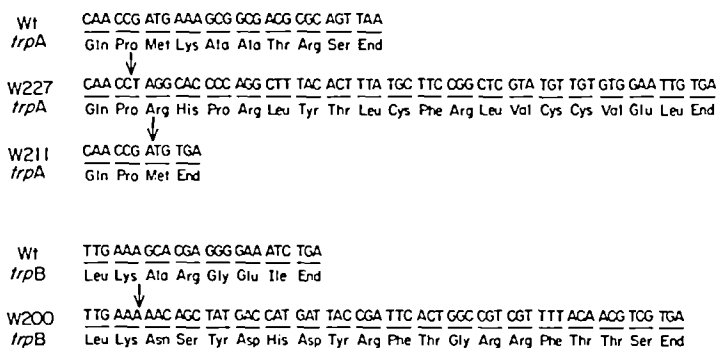 Wt CAA CCG ATG AAA GCG GCG ACG CGC AGT TAA
trpA Gln Pro Met Lys Ala Ala Thr Arg Ser End
W227 CAA CCT AGG CAC CCC AGG CTT TAC ACT TTA TGC TTC CGG CTC GTA TGT TGT GTG GAA TTG TGA
trpA Gln Pro Arg His Pro Arg Leu Tyr Thr Leu Cys Phe Arg Leu Val Cys Cys Val Glu Leu End
W211 CAA CCG ATG TGA
trpA Gln Pro Met End
Wt TTG AAA GCA CGA GGG GAA ATC TGA
trpB Leu Lys Ala Arg Gly Glu Ile End
W200 TTG AAA AAC AGC TAT GAC CAT GAT TAC CGA TTC ACT GGC CGT CGT TTT ACA ACG TCG TGA
trpB Leu Lys Asn Ser Tyr Asp His Asp Tyr Arg Phe Thr Gly Arg Arg Phe Thr Thr Ser End